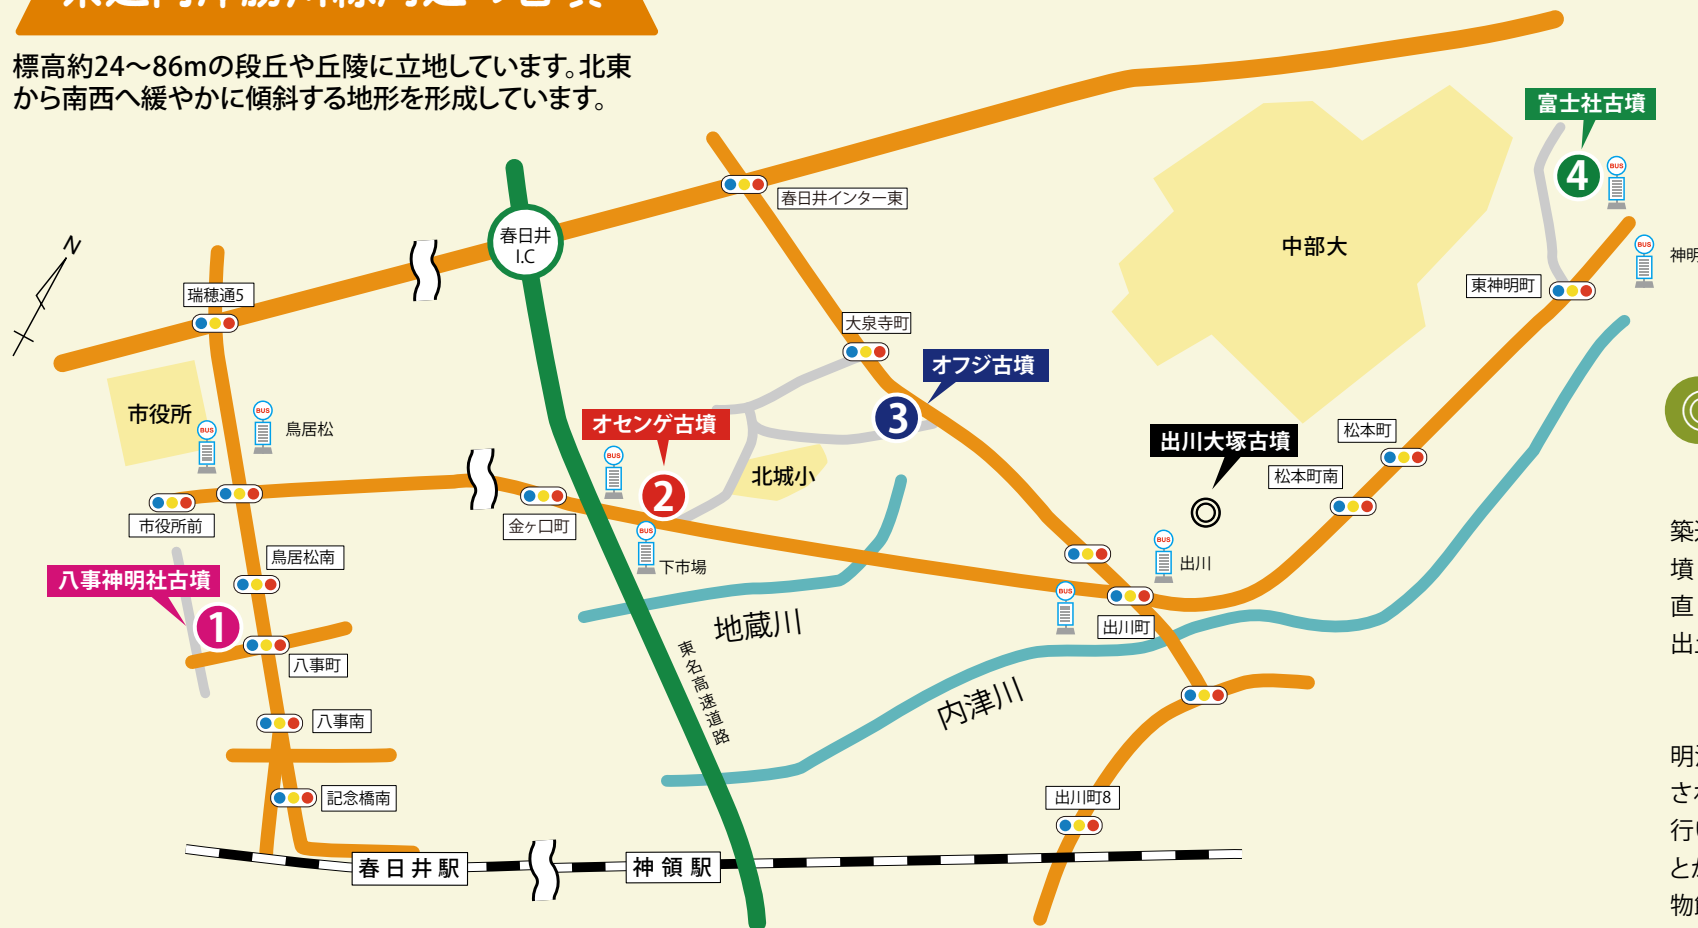 標高約24〜86mの段丘や丘陵に立地しています。北東
から南西へ緩やかに傾斜する地形を形成しています。
富士社古墳
4
BUS
春日井インター東
N
春日井
I.C
中部大
BUS
東神明町
瑞穂通5
大泉寺町
オフジ古墳
3
市役所
BUS
BUS
鳥居松
オセンゲ古墳
2
BUS
北城小
出川大塚古墳
松本町
松本町南
市役所前
金ヶ口町
BUS
下市場
鳥居松南
BUS
出川
八事神明社古墳
1
BUS
出川町
地蔵川
八事町
東名高速道路
内津川
八事南
記念橋南
出川町8
春日井駅
神領駅